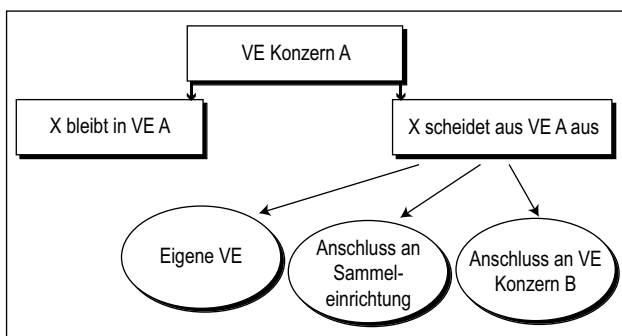 VE Konzern A
X bleibt in VE A
X scheidet aus VE A aus
Eigene VE
Anschluss an
Sammel-
einrichtung
Anschluss an VE
Konzern B